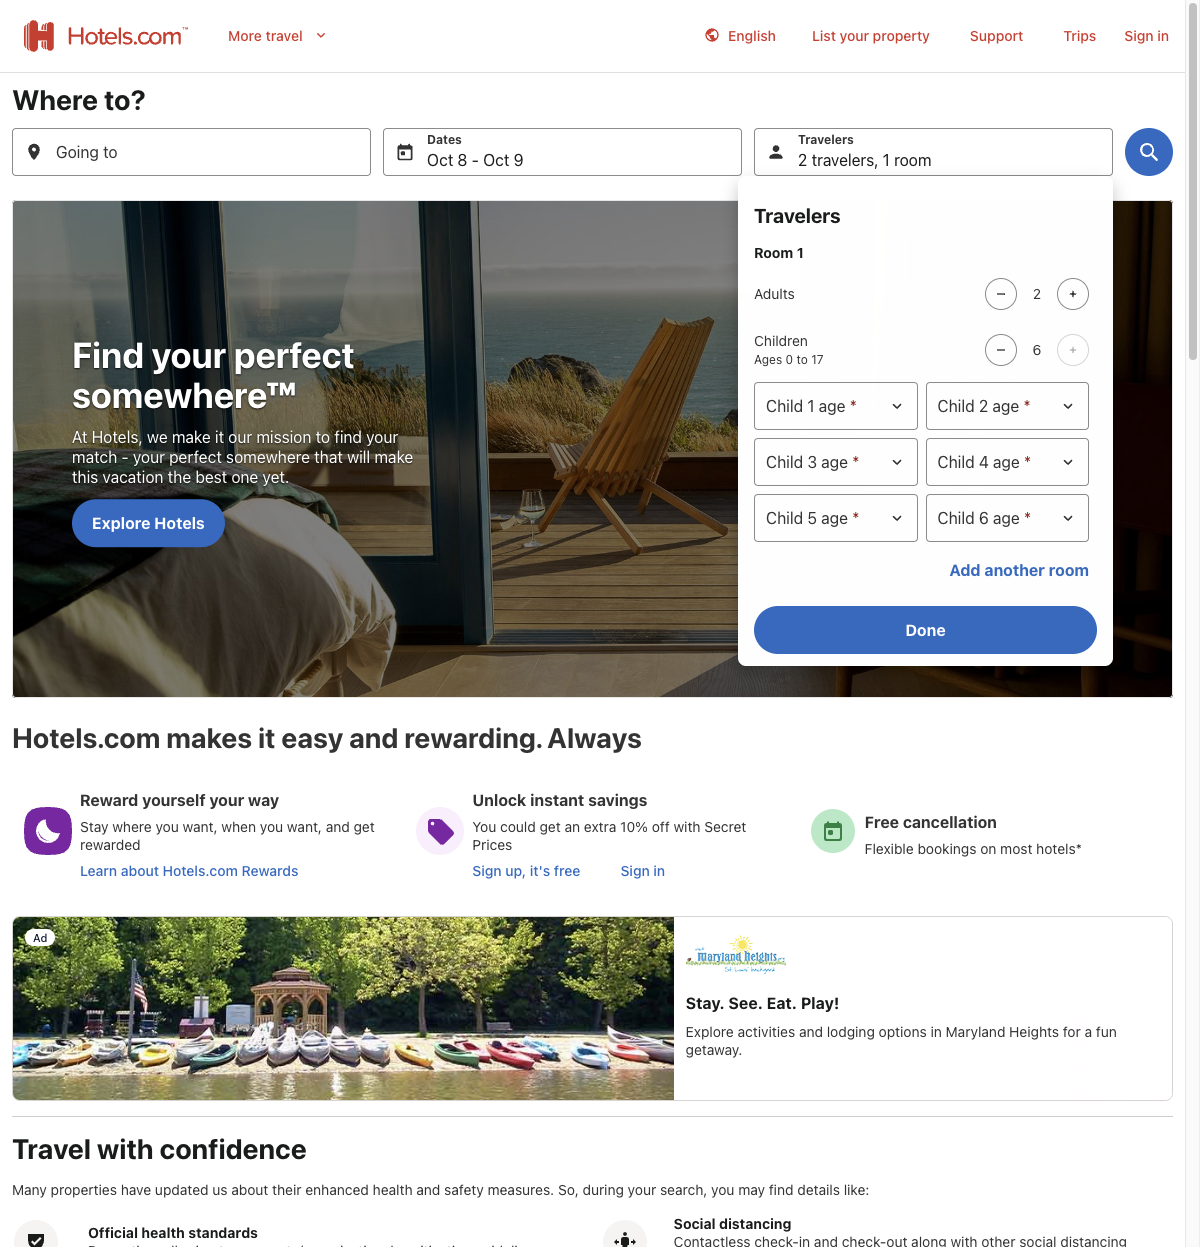 Hotels.com™
More travel
English
List your property
Support
Trips
Sign in
Where to?
Going to
Dates
Oct 8 - Oct 9
Travelers
2 travelers, 1 room
Travelers
Room 1
Adults
2
Children
Ages 0 to 17
6
Child 1 age *
Child 2 age *
Child 3 age *
Child 4 age *
Child 5 age *
Child 6 age *
Add another room
Done
Find your perfect
somewhere™
At Hotels, we make it our mission to find your
match - your perfect somewhere that will make
this vacation the best one yet.
Explore Hotels
Hotels.com makes it easy and rewarding. Always
Reward yourself your way
Stay where you want, when you want, and get
rewarded
Learn about Hotels.com Rewards
Unlock instant savings
You could get an extra 10% off with Secret
Prices
Sign up, it's free
Sign in
Free cancellation
Flexible bookings on most hotels*
Ad
Maryland Heights
St. Louis' backyard
Stay. See. Eat. Play!
Explore activities and lodging options in Maryland Heights for a fun
getaway.
Travel with confidence
Many properties have updated us about their enhanced health and safety measures. So, during your search, you may find details like:
Official health standards
Social distancing
Contactless check-in and check-out along with other social distancing